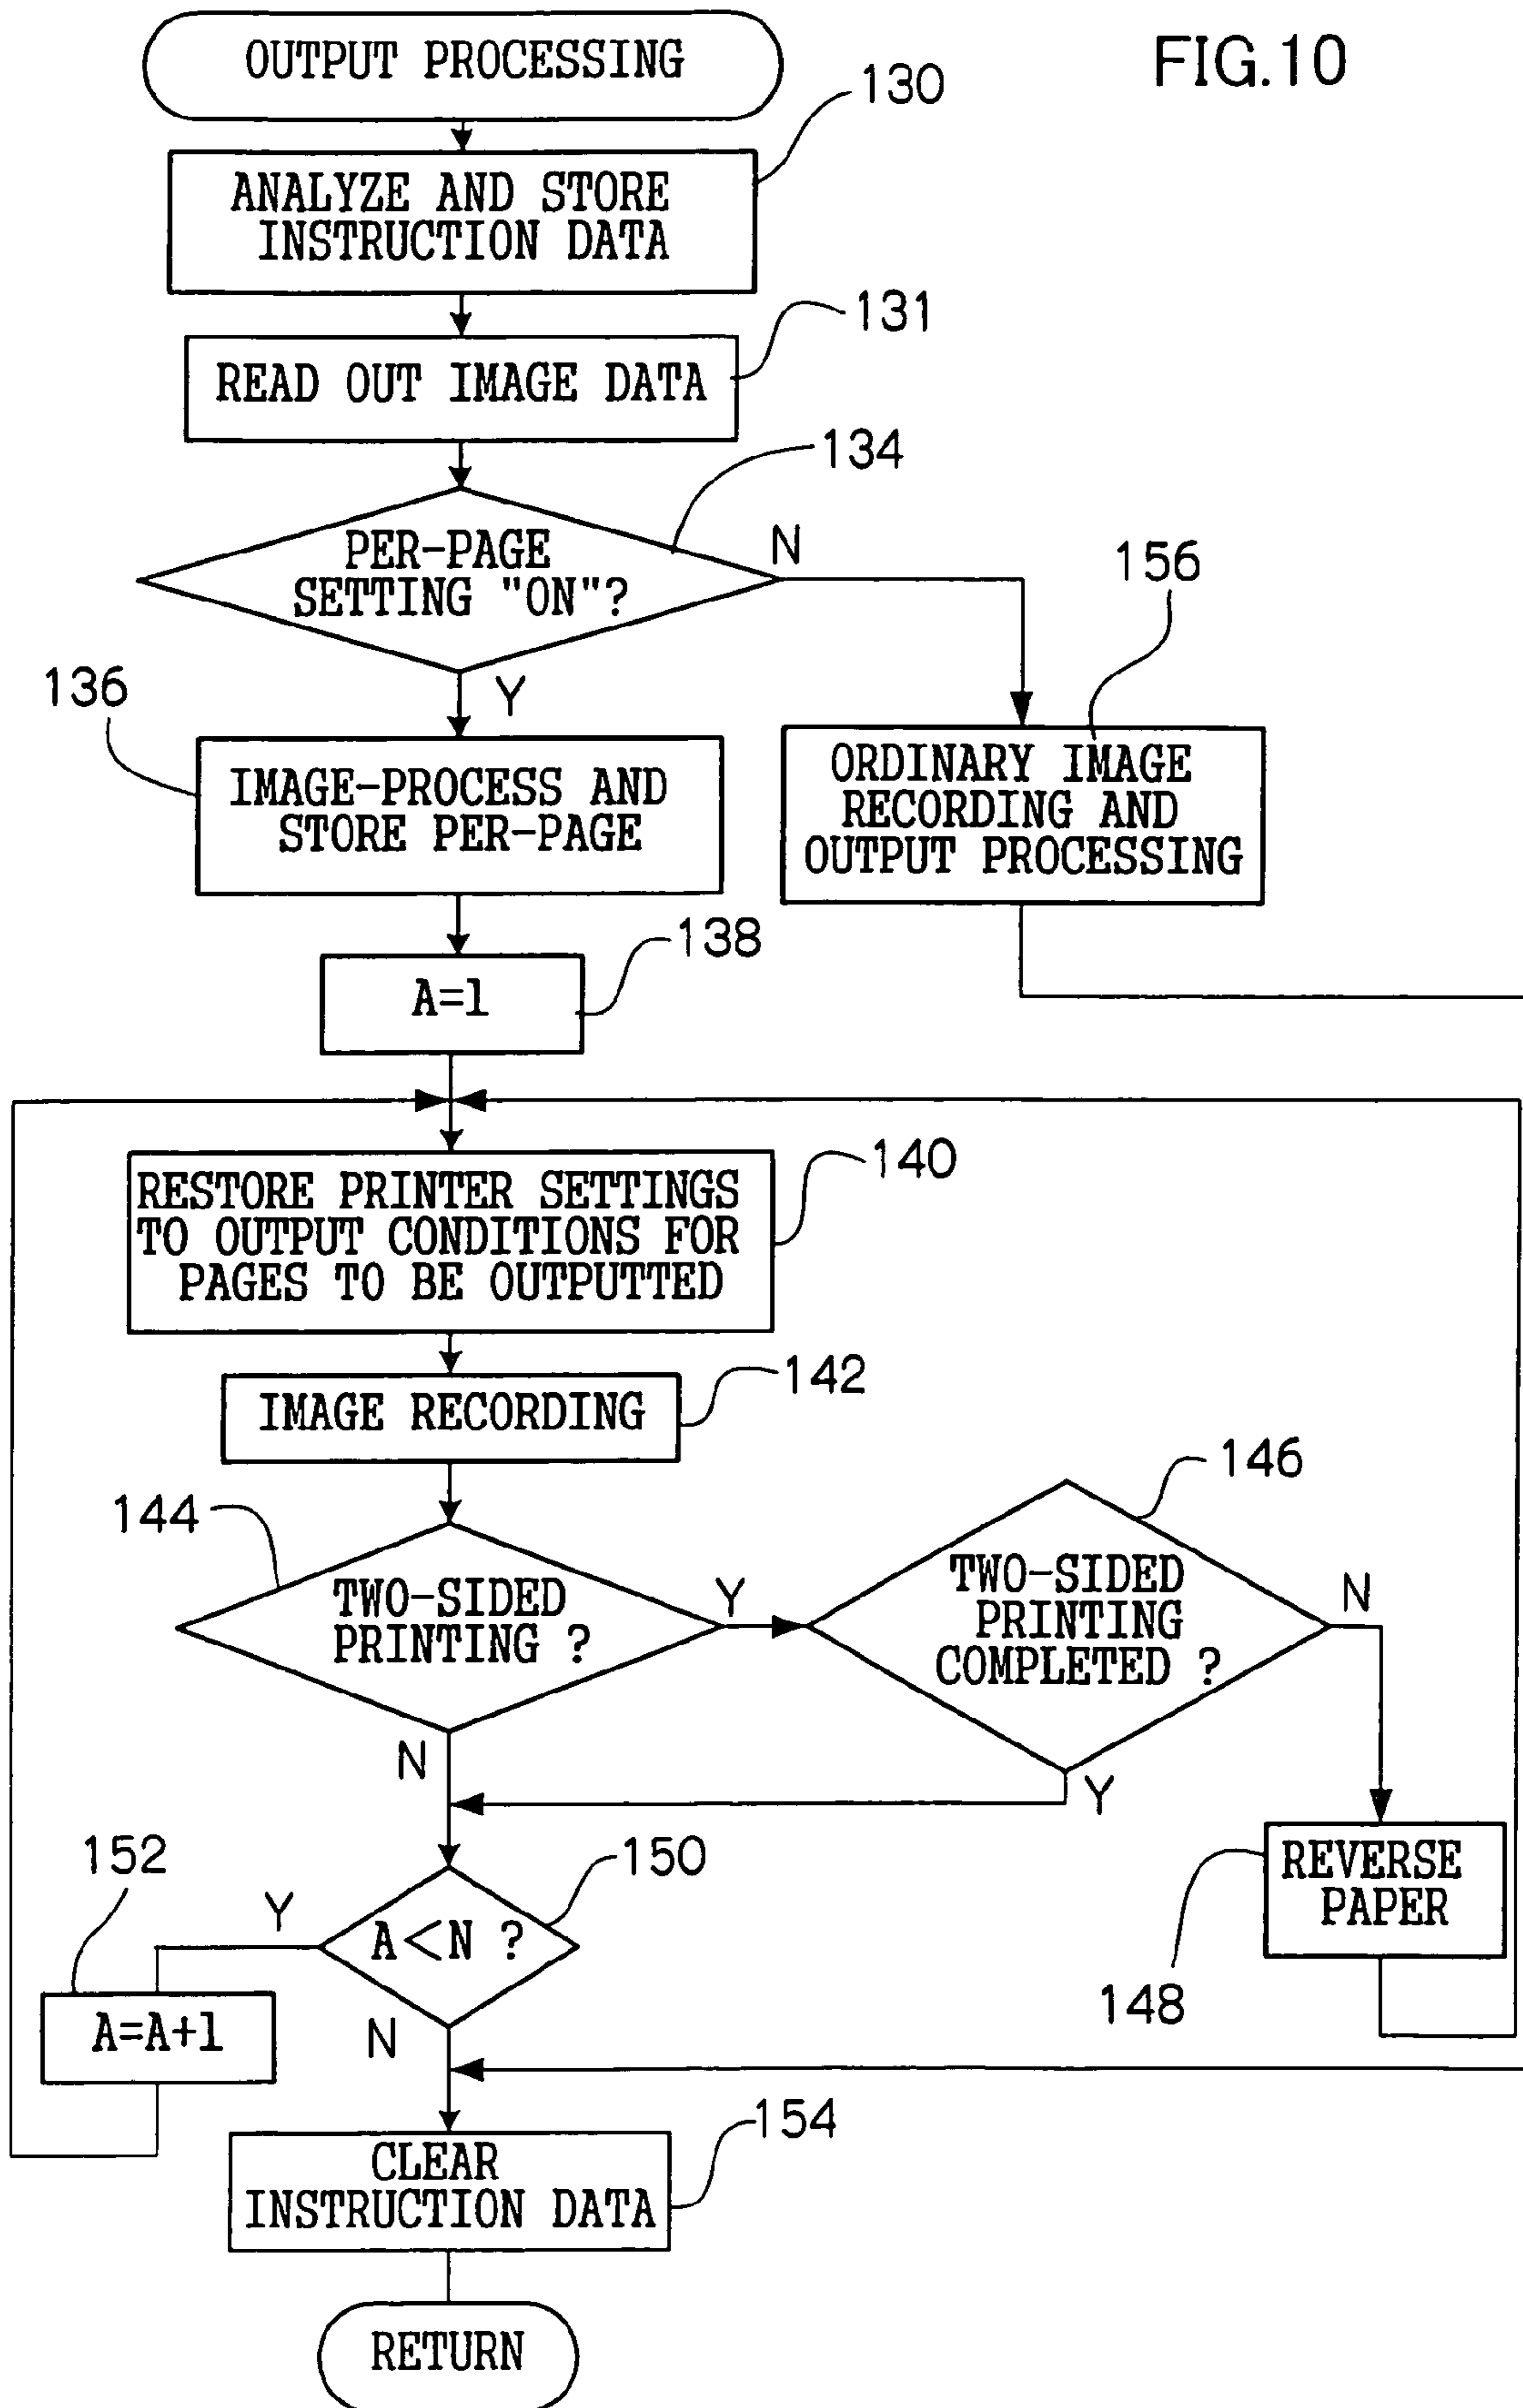 OUTPUT PROCESSING
FIG.10
130
ANALYZE AND STORE
INSTRUCTION DATA
131
READ OUT IMAGE DATA
134
PER-PAGE
SETTING "ON"?
N
Y
156
ORDINARY IMAGE
RECORDING AND
OUTPUT PROCESSING
136
IMAGE-PROCESS AND
STORE PER-PAGE
138
A=1
140
RESTORE PRINTER SETTINGS
TO OUTPUT CONDITIONS FOR
PAGES TO BE OUTPUTTED
142
IMAGE RECORDING
144
TWO-SIDED
PRINTING ?
Y
N
146
TWO-SIDED
PRINTING
COMPLETED ?
N
Y
148
REVERSE
PAPER
150
A<N ?
Y
N
152
A=A+1
154
CLEAR
INSTRUCTION DATA
RETURN